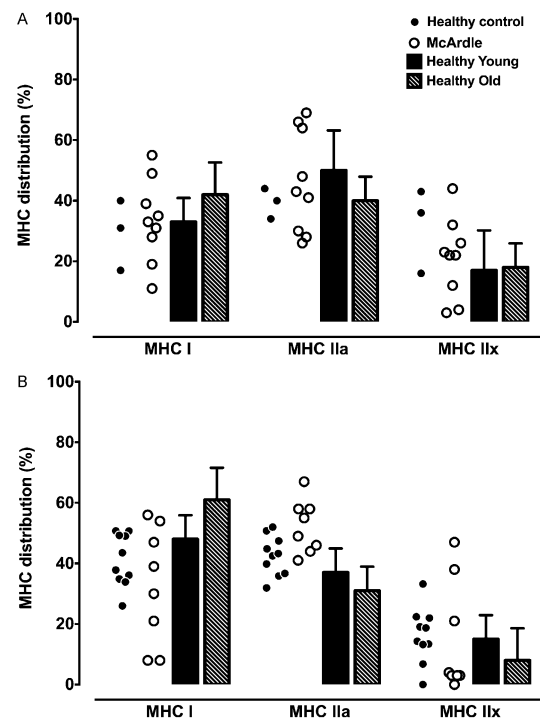 A
100
80
60
40
20
0
MHC distribution (%)
Healthy control
McArdle
Healthy Young
Healthy Old
MHC I
MHC IIa
MHC IIx
B
100
80
60
40
20
0
MHC distribution (%)
MHC I
MHC IIa
MHC IIx